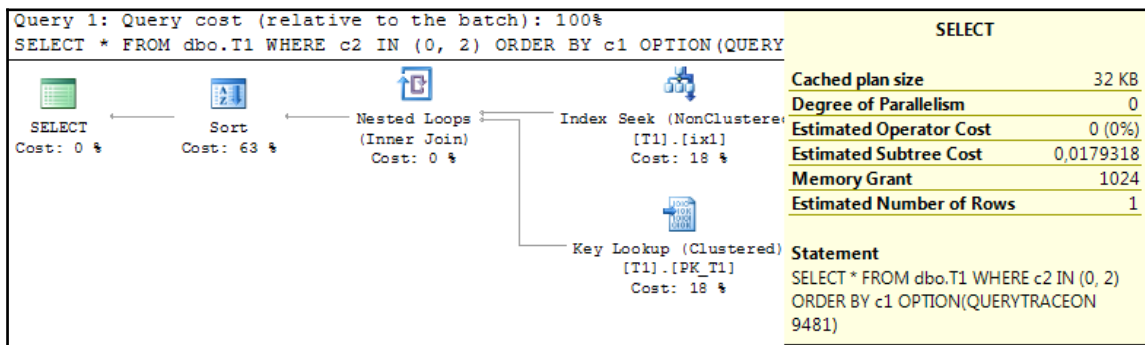 Query 1: Query cost (relative to the batch): 100%
SELECT * FROM dbo.T1 WHERE c2 IN (0, 2) ORDER BY c1 OPTION(QUERY
SELECT
Cost: 0 %
Sort
Cost: 63 %
Nested Loops
(Inner Join)
Cost: 0 %
Index Seek (NonClustere
[T1].[ix1]
Cost: 18 %
Key Lookup (Clustered)
[T1].[PK_T1]
Cost: 18 %
SELECT
Cached plan size 32 KB
Degree of Parallelism 0
Estimated Operator Cost 0 (0%)
Estimated Subtree Cost 0,0179318
Memory Grant 1024
Estimated Number of Rows 1
Statement
SELECT * FROM dbo.T1 WHERE c2 IN (0, 2)
ORDER BY c1 OPTION(QUERYTRACEON
9481)